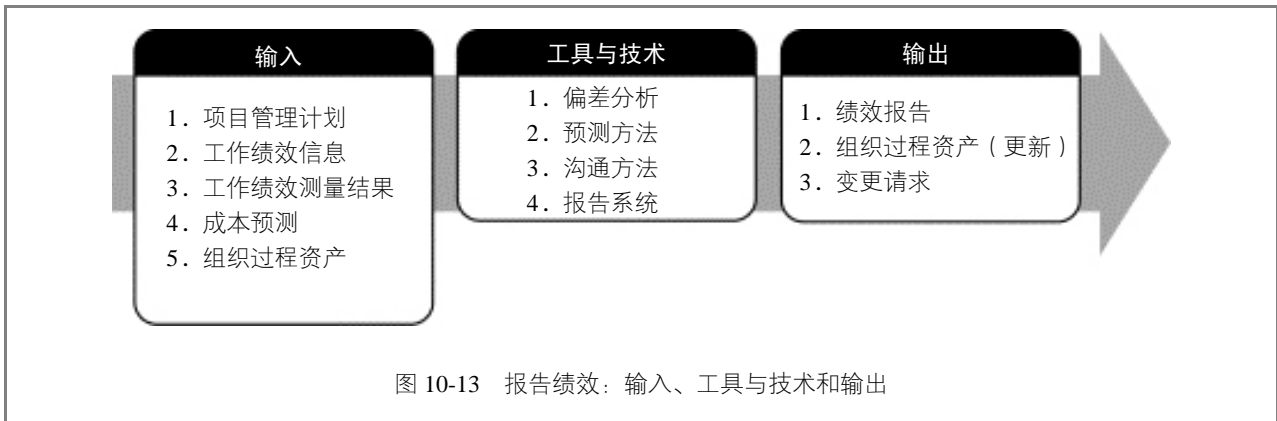 输入
1．项目管理计划
2．工作绩效信息
3．工作绩效测量结果
4．成本预测
5．组织过程资产
工具与技术
1．偏差分析
2．预测方法
3．沟通方法
4．报告系统
输出
1．绩效报告
2．组织过程资产（更新）
3．变更请求
图 10-13　报告绩效：输入、工具与技术和输出